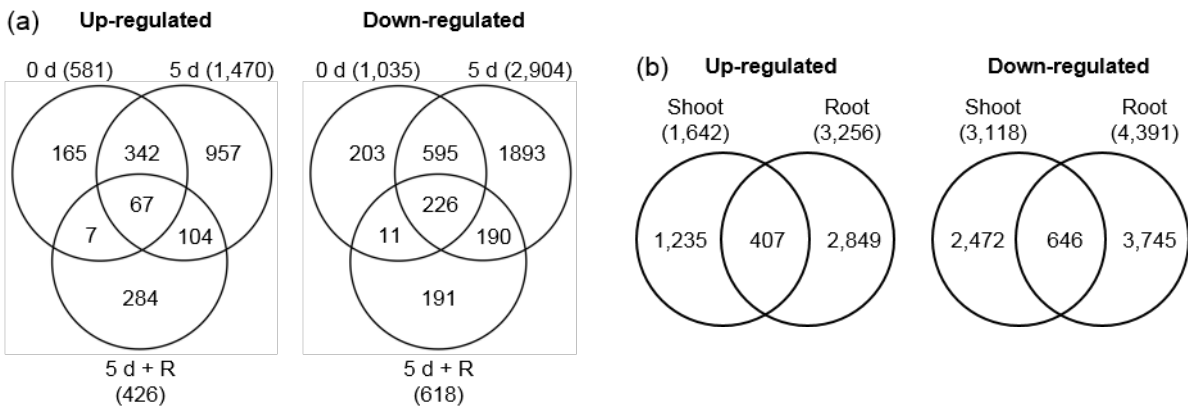 (a)
Up-regulated
Down-regulated
0 d (581)
5 d (1,470)
0 d (1,035)
5 d (2,904)
165
342
957
203
595
1893
67
226
7
104
11
190
284
191
5 d + R
(426)
5 d + R
(618)
(b)
Up-regulated
Down-regulated
Shoot
(1,642)
Root
(3,256)
Shoot
(3,118)
Root
(4,391)
1,235
407
2,849
2,472
646
3,745